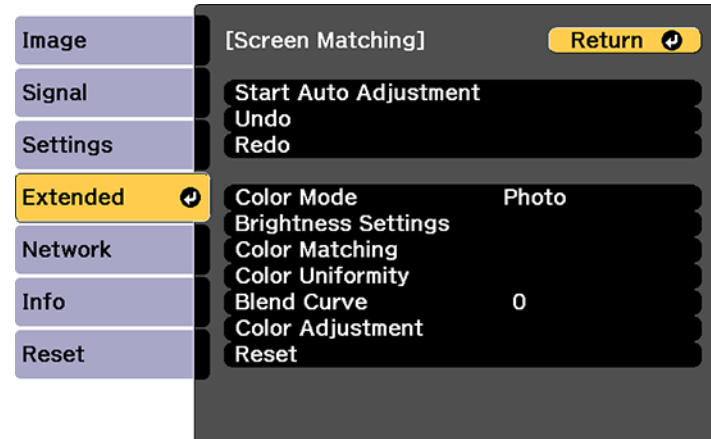 Image
Signal
Settings
Extended
Network
Info
Reset
[Screen Matching] Return
Start Auto Adjustment
Undo
Redo
Color Mode Photo
Brightness Settings
Color Matching
Color Uniformity
Blend Curve 0
Color Adjustment
Reset